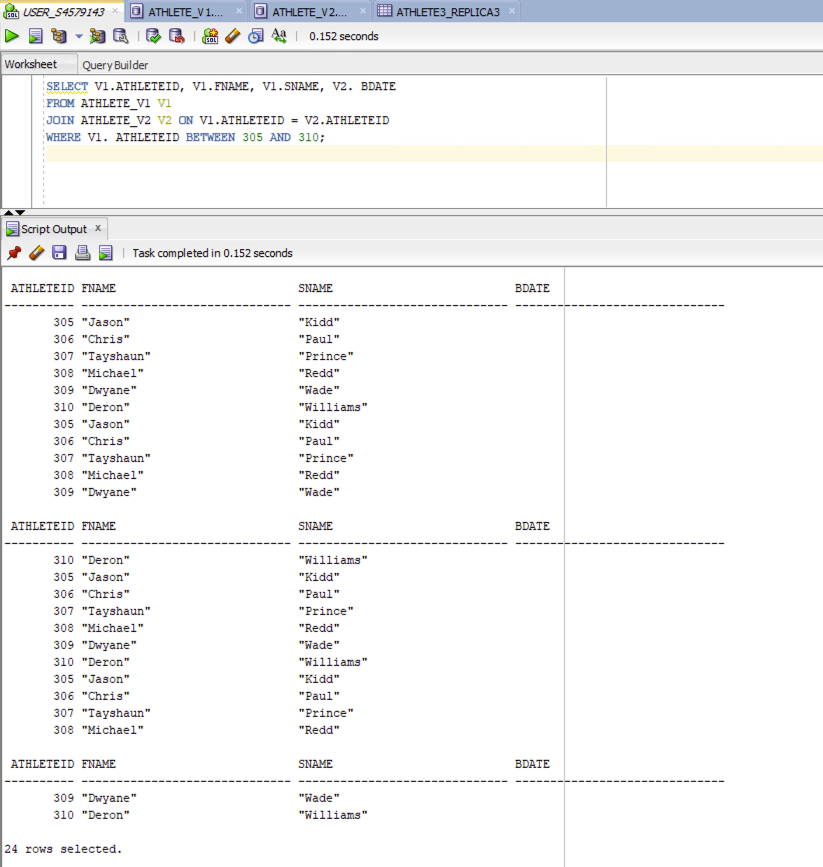 USER_S4579143 ATHLETE_V1.... ATHLETE_V2.... ATHLETE3_REPLICA3
0.152 seconds
Worksheet Query Builder
SELECT V1.ATHLETEID, V1.FNAME, V1.SNAME, V2. BDATE
FROM ATHLETE_V1 V1
JOIN ATHLETE_V2 V2 ON V1.ATHLETEID = V2.ATHLETEID
WHERE V1. ATHLETEID BETWEEN 305 AND 310;
Script Output x
Task completed in 0.152 seconds
ATHLETEID FNAME SNAME BDATE
305 "Jason" "Kidd"
306 "Chris" "Paul"
307 "Tayshaun" "Prince"
308 "Michael" "Redd"
309 "Dwyane" "Wade"
310 "Deron" "Williams"
305 "Jason" "Kidd"
306 "Chris" "Paul"
307 "Tayshaun" "Prince"
308 "Michael" "Redd"
309 "Dwyane" "Wade"
ATHLETEID FNAME SNAME BDATE
310 "Deron" "Williams"
305 "Jason" "Kidd"
306 "Chris" "Paul"
307 "Tayshaun" "Prince"
308 "Michael" "Redd"
309 "Dwyane" "Wade"
310 "Deron" "Williams"
305 "Jason" "Kidd"
306 "Chris" "Paul"
307 "Tayshaun" "Prince"
308 "Michael" "Redd"
ATHLETEID FNAME SNAME BDATE
309 "Dwyane" "Wade"
310 "Deron" "Williams"
24 rows selected.